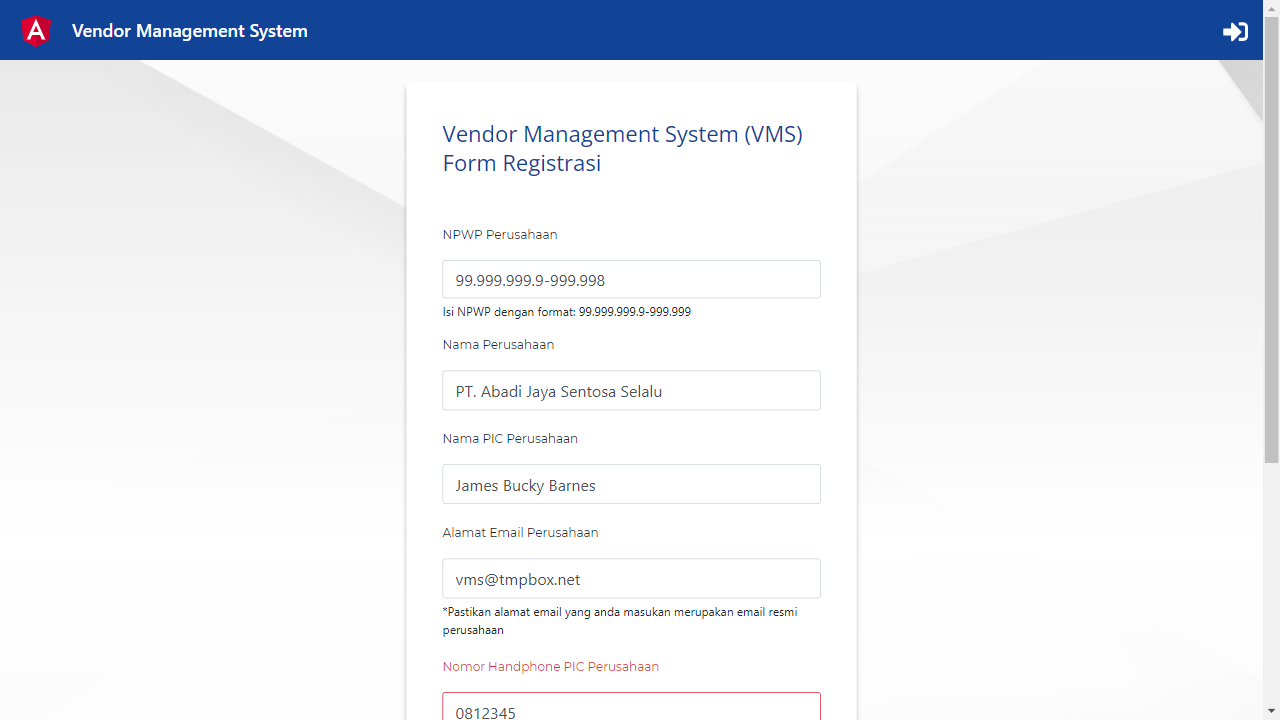 Vendor Management System
Vendor Management System (VMS)
Form Registrasi
NPWP Perusahaan
99.999.999.9-999.998
Isi NPWP dengan format: 99.999.999.9-999.999
Nama Perusahaan
PT. Abadi Jaya Sentosa Selalu
Nama PIC Perusahaan
James Bucky Barnes
Alamat Email Perusahaan
vms@tmpbox.net
*Pastikan alamat email yang anda masukan merupakan email resmi
perusahaan
Nomor Handphone PIC Perusahaan
0812345